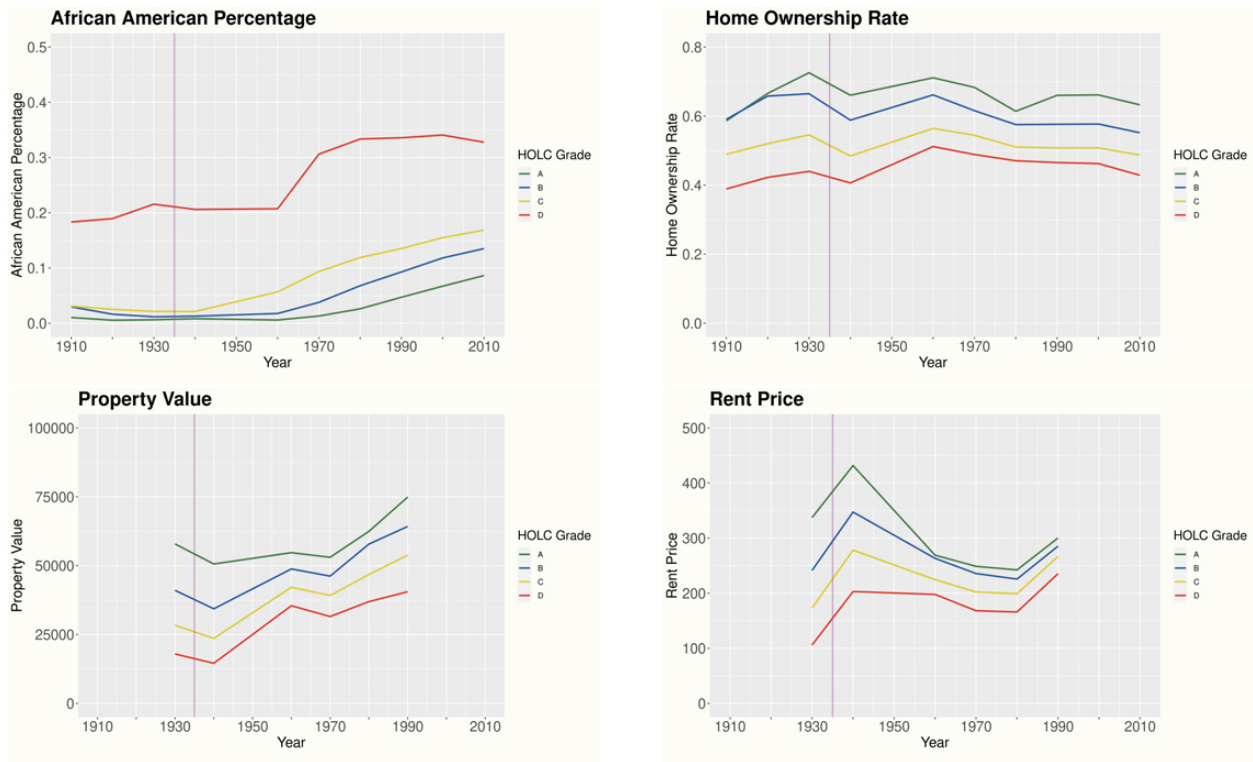 African American Percentage
0.5
0.4
0.3
0.2
0.1
0.0
African American Percentage
1910 1930 1950 1970 1990 2010
Year
HOLC Grade
A
B
C
D
Home Ownership Rate
0.8
0.6
0.4
0.2
0.0
Home Ownership Rate
1910 1930 1950 1970 1990 2010
Year
HOLC Grade
A
B
C
D
Property Value
100000
75000
50000
25000
0
Property Value
1910 1930 1950 1970 1990 2010
Year
HOLC Grade
A
B
C
D
Rent Price
500
400
300
200
100
0
Rent Price
1910 1930 1950 1970 1990 2010
Year
HOLC Grade
A
B
C
D